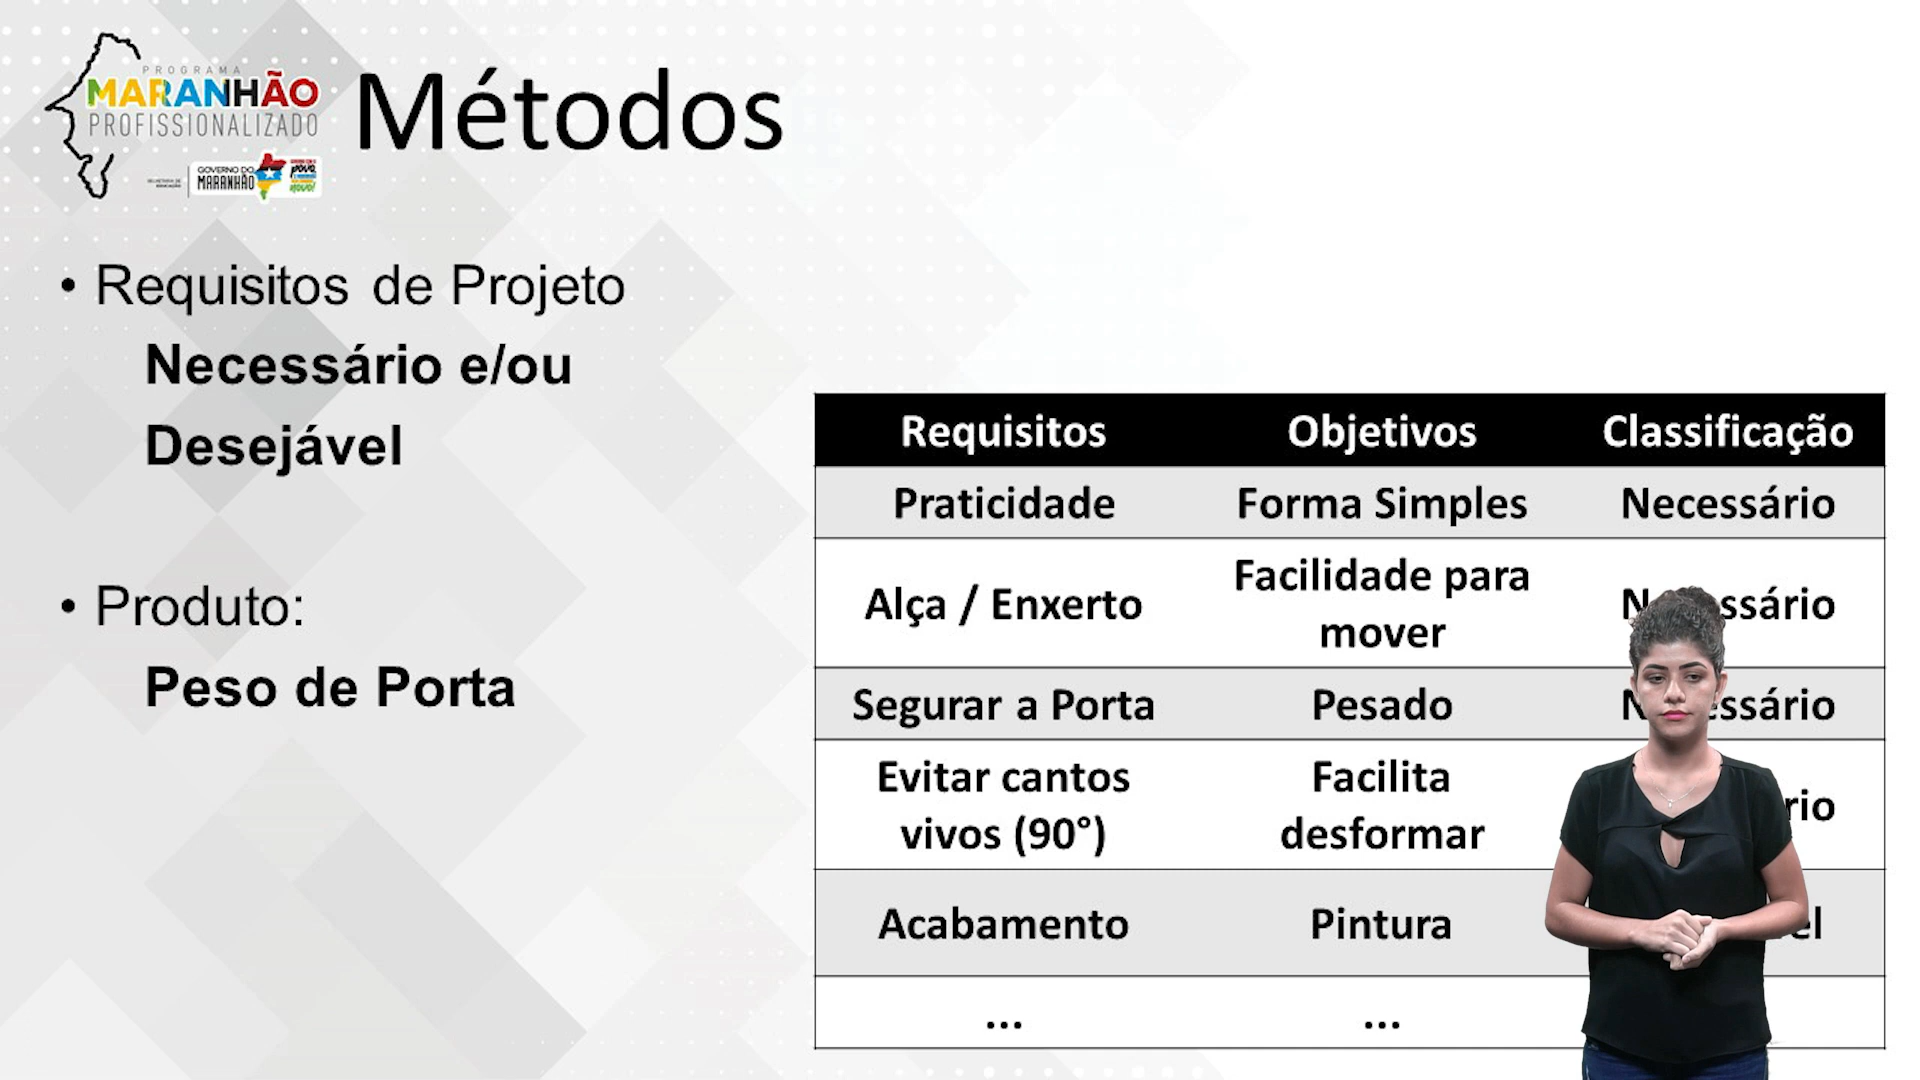 PROGRAMA
MARANHÃO
PROFISSIONALIZADO
GOVERNO DO
MARANHÃO
Métodos
• Requisitos de Projeto
Necessário e/ou
Desejável
• Produto:
Peso de Porta
Requisitos Objetivos Classificação
Praticidade Forma Simples Necessário
Alça / Enxerto Facilidade para mover
Segurar a Porta Pesado
Evitar cantos vivos (90°) Facilita desformar
Acabamento Pintura
... ...